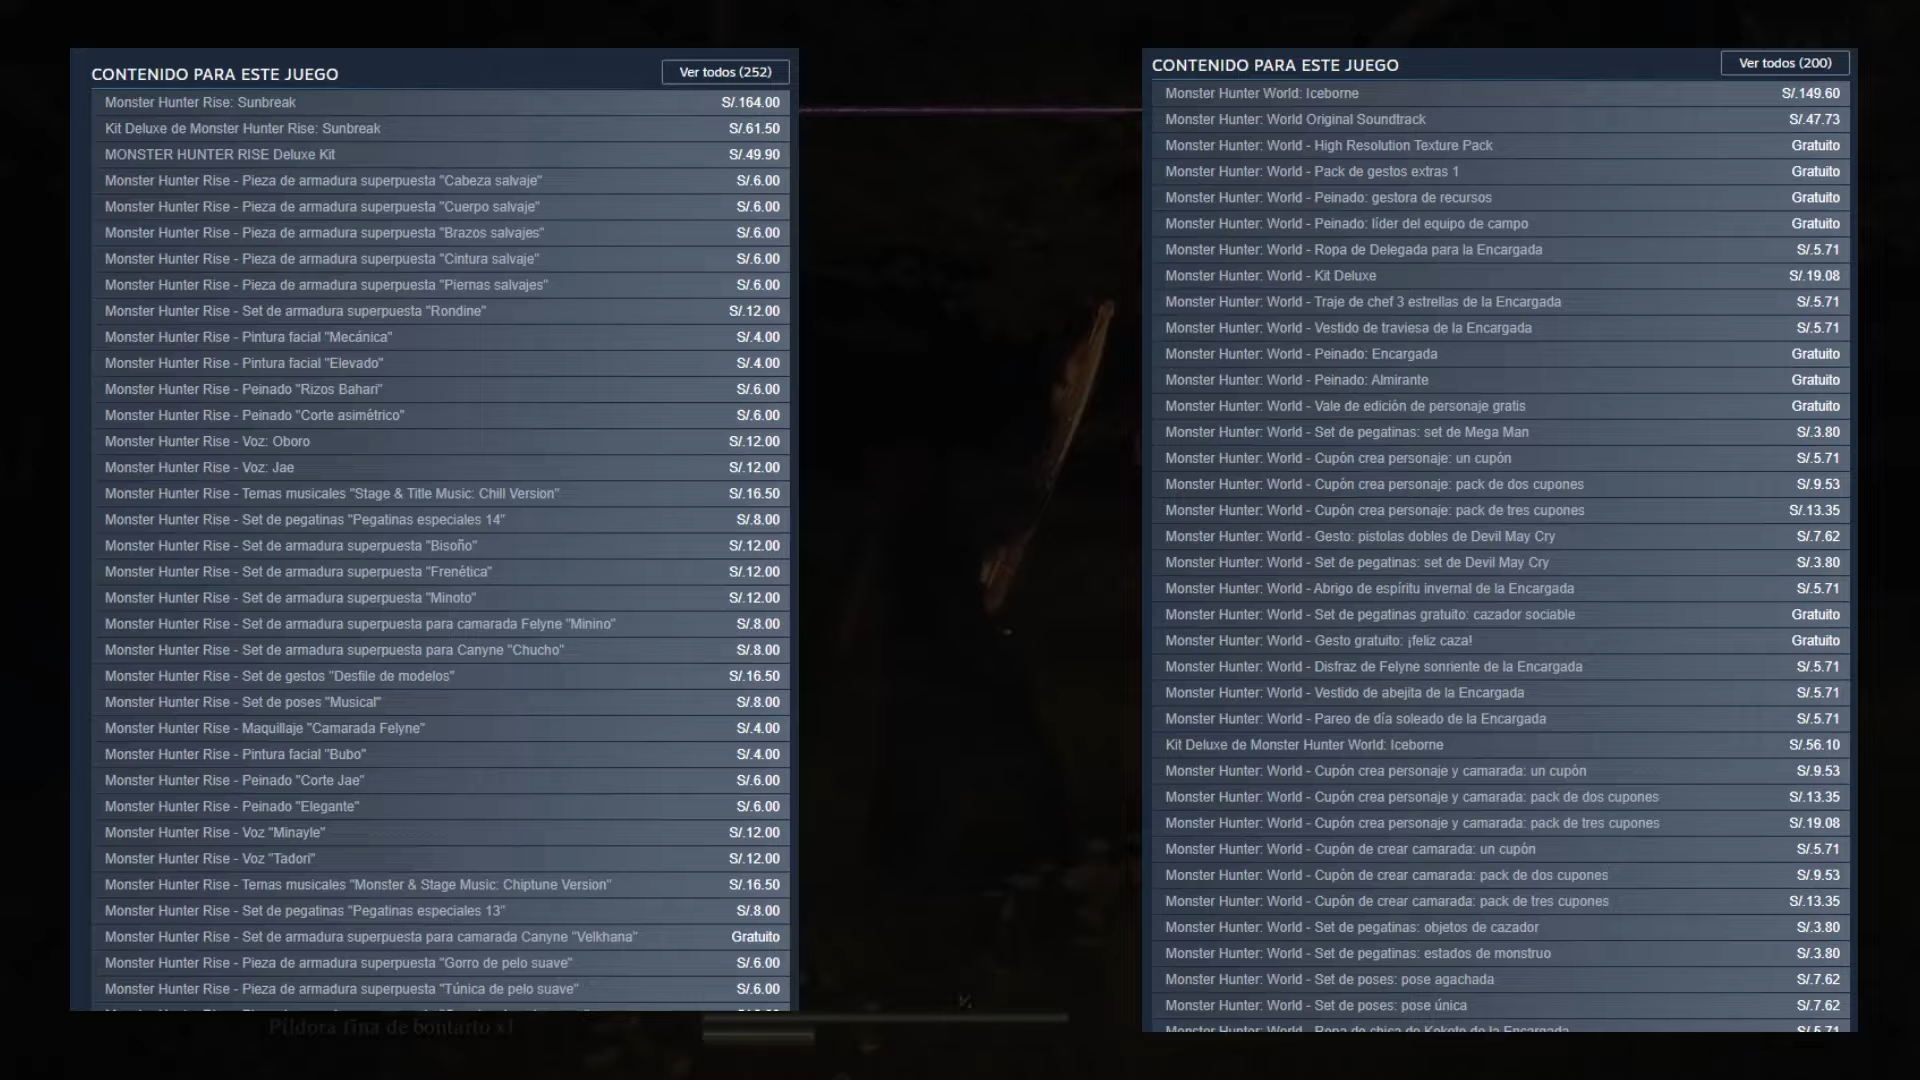 CONTENIDO PARA ESTE JUEGO
Ver todos (252)
Monster Hunter Rise: Sunbreak S/.164.00
Kit Deluxe de Monster Hunter Rise: Sunbreak S/.61.50
MONSTER HUNTER RISE Deluxe Kit S/.49.90
Monster Hunter Rise - Pieza de armadura superpuesta "Cabeza salvaje" S/.6.00
Monster Hunter Rise - Pieza de armadura superpuesta "Cuerpo salvaje" S/.6.00
Monster Hunter Rise - Pieza de armadura superpuesta "Brazos salvajes" S/.6.00
Monster Hunter Rise - Pieza de armadura superpuesta "Cintura salvaje" S/.6.00
Monster Hunter Rise - Pieza de armadura superpuesta "Piernas salvajes" S/.6.00
Monster Hunter Rise - Set de armadura superpuesta "Rondine" S/.12.00
Monster Hunter Rise - Pintura facial "Mecánica" S/.4.00
Monster Hunter Rise - Pintura facial "Elevado" S/.4.00
Monster Hunter Rise - Peinado "Rizos Bahari" S/.6.00
Monster Hunter Rise - Peinado "Corte asimétrico" S/.6.00
Monster Hunter Rise - Voz: Oboro S/.12.00
Monster Hunter Rise - Voz: Jae S/.12.00
Monster Hunter Rise - Temas musicales "Stage & Title Music: Chill Version" S/.16.50
Monster Hunter Rise - Set de pegatinas "Pegatinas especiales 14" S/.8.00
Monster Hunter Rise - Set de armadura superpuesta "Bisoño" S/.12.00
Monster Hunter Rise - Set de armadura superpuesta "Frenética" S/.12.00
Monster Hunter Rise - Set de armadura superpuesta "Minoto" S/.12.00
Monster Hunter Rise - Set de armadura superpuesta para camarada Felyne "Minino" S/.8.00
Monster Hunter Rise - Set de armadura superpuesta para Canyne "Chucho" S/.8.00
Monster Hunter Rise - Set de gestos "Desfile de modelos" S/.16.50
Monster Hunter Rise - Set de poses "Musical" S/.8.00
Monster Hunter Rise - Maquillaje "Camarada Felyne" S/.4.00
Monster Hunter Rise - Pintura facial "Bubo" S/.4.00
Monster Hunter Rise - Peinado "Corte Jae" S/.6.00
Monster Hunter Rise - Peinado "Elegante" S/.6.00
Monster Hunter Rise - Voz "Minayle" S/.12.00
Monster Hunter Rise - Voz "Tadori" S/.12.00
Monster Hunter Rise - Temas musicales "Monster & Stage Music: Chiptune Version" S/.16.50
Monster Hunter Rise - Set de pegatinas "Pegatinas especiales 13" S/.8.00
Monster Hunter Rise - Set de armadura superpuesta para camarada Canyne "Velkhana" Gratuito
Monster Hunter Rise - Pieza de armadura superpuesta "Gorro de pelo suave" S/.6.00
Monster Hunter Rise - Pieza de armadura superpuesta "Túnica de pelo suave" S/.6.00
Píldora fina de bontarto x1
CONTENIDO PARA ESTE JUEGO
Ver todos (200)
Monster Hunter World: Iceborne S/.149.60
Monster Hunter: World Original Soundtrack S/.47.73
Monster Hunter: World - High Resolution Texture Pack Gratuito
Monster Hunter: World - Pack de gestos extras 1 Gratuito
Monster Hunter: World - Peinado: gestora de recursos Gratuito
Monster Hunter: World - Peinado: líder del equipo de campo Gratuito
Monster Hunter: World - Ropa de Delegada para la Encargada S/.5.71
Monster Hunter: World - Kit Deluxe S/.19.08
Monster Hunter: World - Traje de chef 3 estrellas de la Encargada S/.5.71
Monster Hunter: World - Vestido de traviesa de la Encargada S/.5.71
Monster Hunter: World - Peinado: Encargada Gratuito
Monster Hunter: World - Peinado: Almirante Gratuito
Monster Hunter: World - Vale de edición de personaje gratis Gratuito
Monster Hunter: World - Set de pegatinas: set de Mega Man S/.3.80
Monster Hunter: World - Cupón crea personaje: un cupón S/.5.71
Monster Hunter: World - Cupón crea personaje: pack de dos cupones S/.9.53
Monster Hunter: World - Cupón crea personaje: pack de tres cupones S/.13.35
Monster Hunter: World - Gesto: pistolas dobles de Devil May Cry S/.7.62
Monster Hunter: World - Set de pegatinas: set de Devil May Cry S/.3.80
Monster Hunter: World - Abrigo de espíritu invernal de la Encargada S/.5.71
Monster Hunter: World - Set de pegatinas gratuito: cazador sociable Gratuito
Monster Hunter: World - Gesto gratuito: ¡feliz caza! Gratuito
Monster Hunter: World - Disfraz de Felyne sonriente de la Encargada S/.5.71
Monster Hunter: World - Vestido de abejita de la Encargada S/.5.71
Monster Hunter: World - Pareo de día soleado de la Encargada S/.5.71
Kit Deluxe de Monster Hunter World: Iceborne S/.56.10
Monster Hunter: World - Cupón crea personaje y camarada: un cupón S/.9.53
Monster Hunter: World - Cupón crea personaje y camarada: pack de dos cupones S/.13.35
Monster Hunter: World - Cupón crea personaje y camarada: pack de tres cupones S/.19.08
Monster Hunter: World - Cupón de crear camarada: un cupón S/.5.71
Monster Hunter: World - Cupón de crear camarada: pack de dos cupones S/.9.53
Monster Hunter: World - Cupón de crear camarada: pack de tres cupones S/.13.35
Monster Hunter: World - Set de pegatinas: objetos de cazador S/.3.80
Monster Hunter: World - Set de pegatinas: estados de monstruo S/.3.80
Monster Hunter: World - Set de poses: pose agachada S/.7.62
Monster Hunter: World - Set de poses: pose única S/.7.62
Monster Hunter: World - Ropa de chica de Kokoto de la Encargada S/.5.71